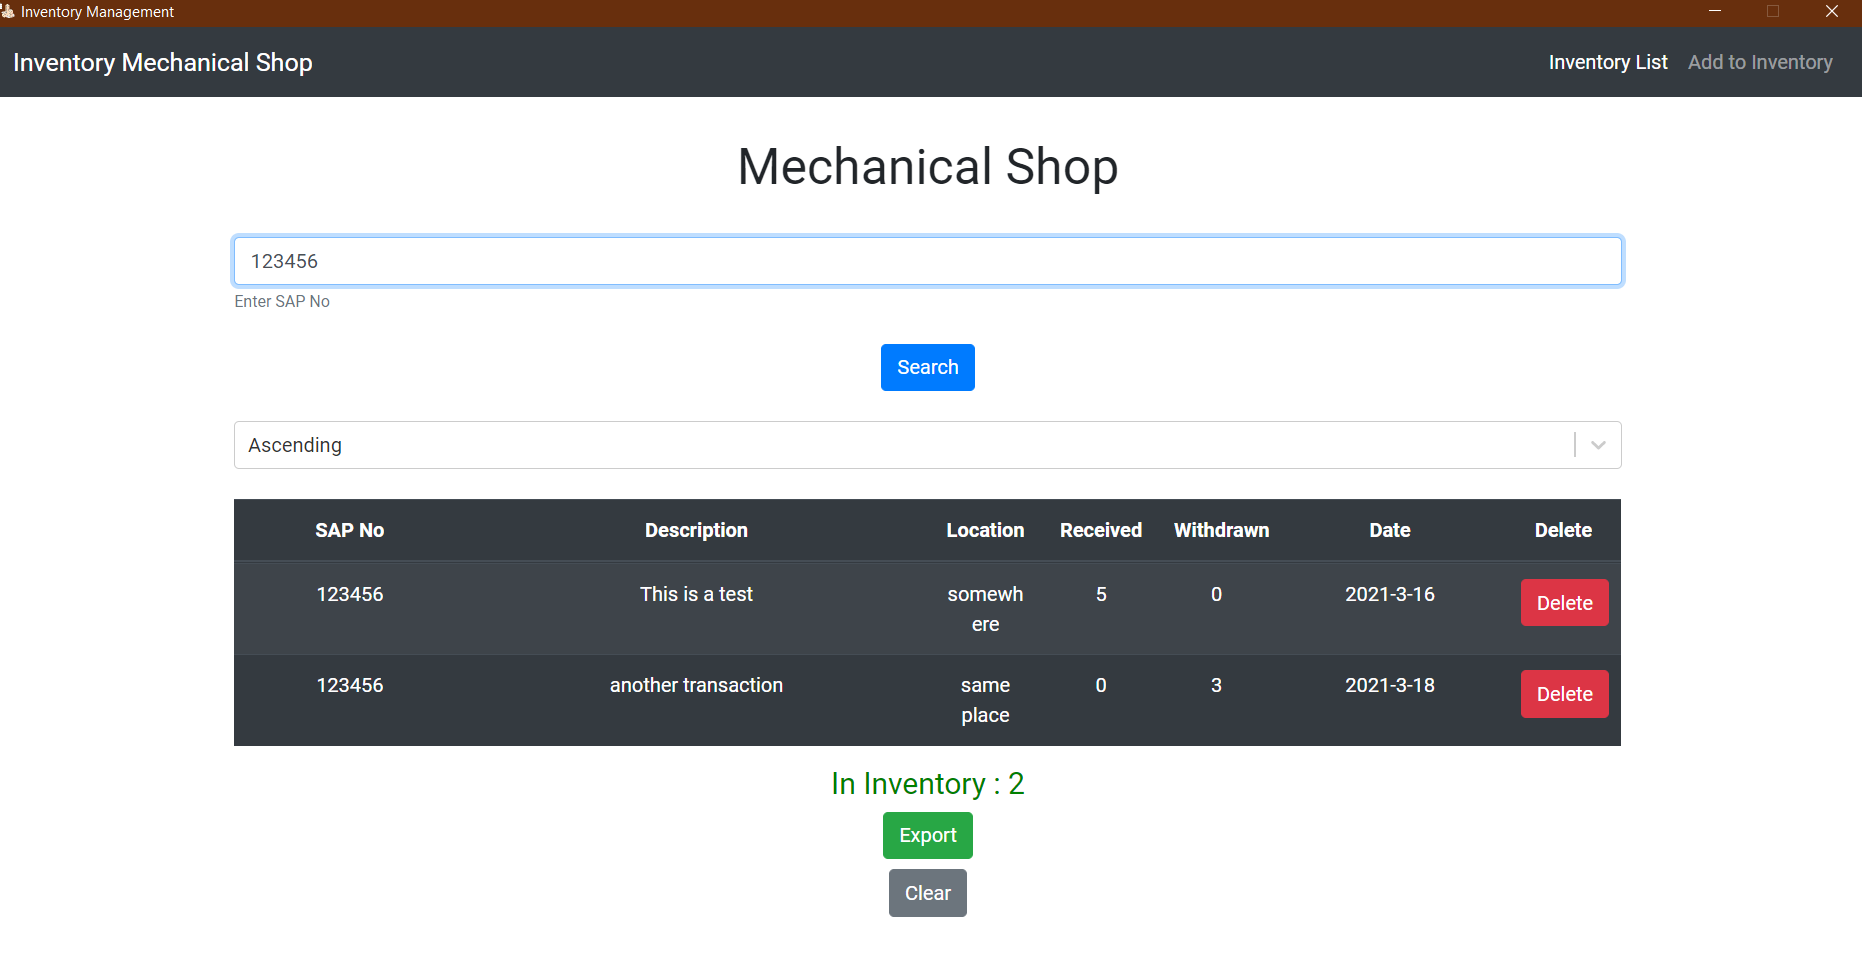 Inventory Management
Inventory Mechanical Shop Inventory List Add to Inventory
Mechanical Shop
123456
Enter SAP No
Search
Ascending
SAP No Description Location Received Withdrawn Date Delete
123456 This is a test somewh 5 0 2021-3-16 Delete
ere
123456 another transaction same 0 3 2021-3-18 Delete
place
In Inventory : 2
Export
Clear